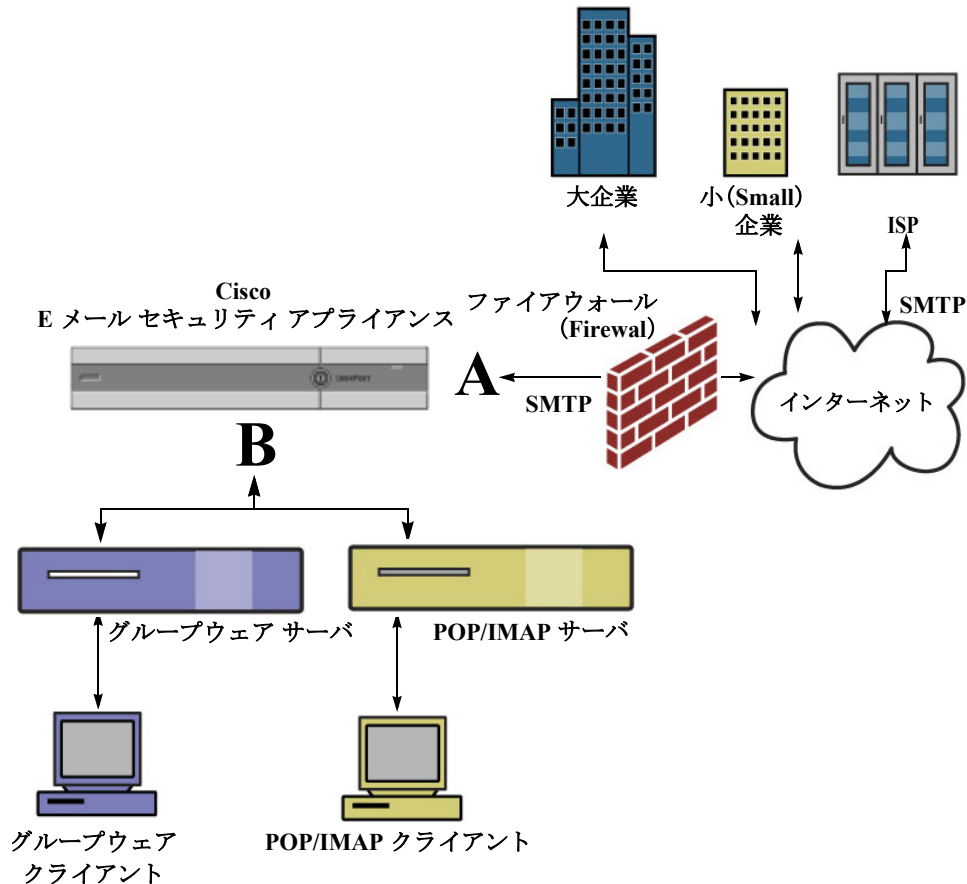 大企業
小（Small）
企業
ISP
Cisco
E メール セキュリティ アプライアンス
ファイアウォール
（Firewal）
SMTP
A
SMTP
インターネット
B
グループウェア サーバ
POP/IMAP サーバ
グループウェア
クライアント
POP/IMAP クライアント